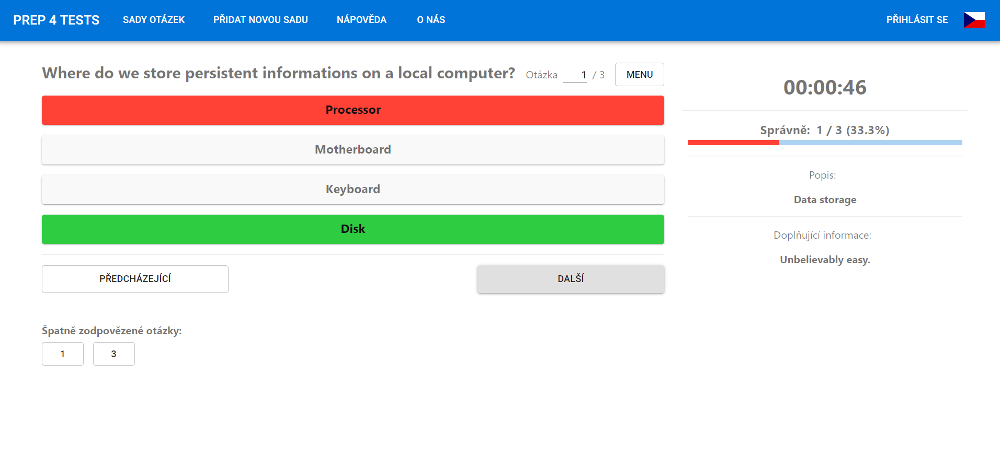 PREP 4 TESTS SADY OTÁZEK PŘIDAT NOVOU SADU NÁPOVĚDA O NÁS PŘIHLÁSIT SE
Where do we store persistent informations on a local computer? Otázka 1 / 3 MENU
Processor
Motherboard
Keyboard
Disk
PŘEDCHÁZEJÍCÍ DALŠÍ
Špatně zodpovězené otázky:
1 3
00:00:46
Správně: 1 / 3 (33.3%)
Popis:
Data storage
Doplňující informace:
Unbelievably easy.